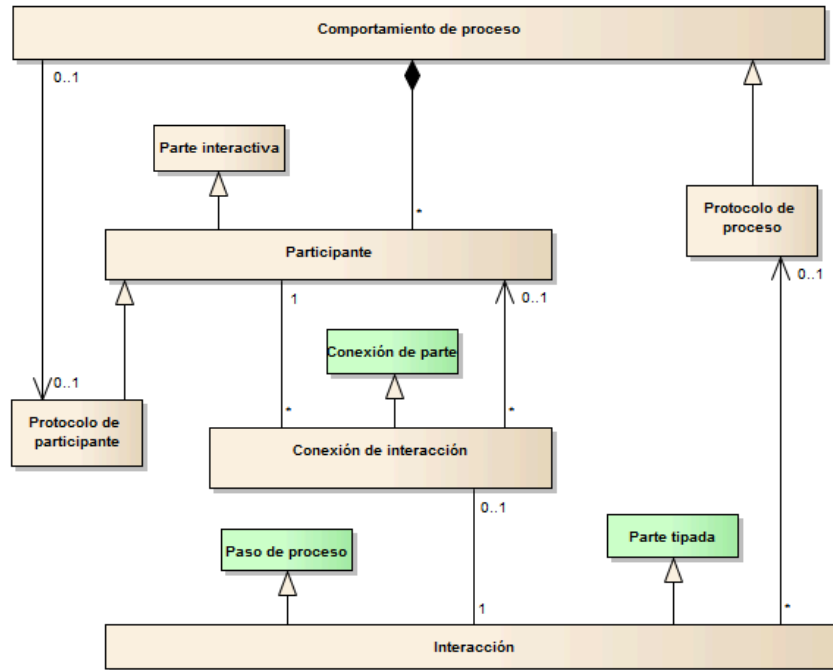 Comportamiento de proceso
0..1
Parte interactiva
*
Protocolo de
proceso
Participante
1
0..1
0..1
Conexión de parte
0..1
Protocolo de
participante
*
*
Conexión de interacción
0..1
Paso de proceso
Parte tipada
1
*
Interacción